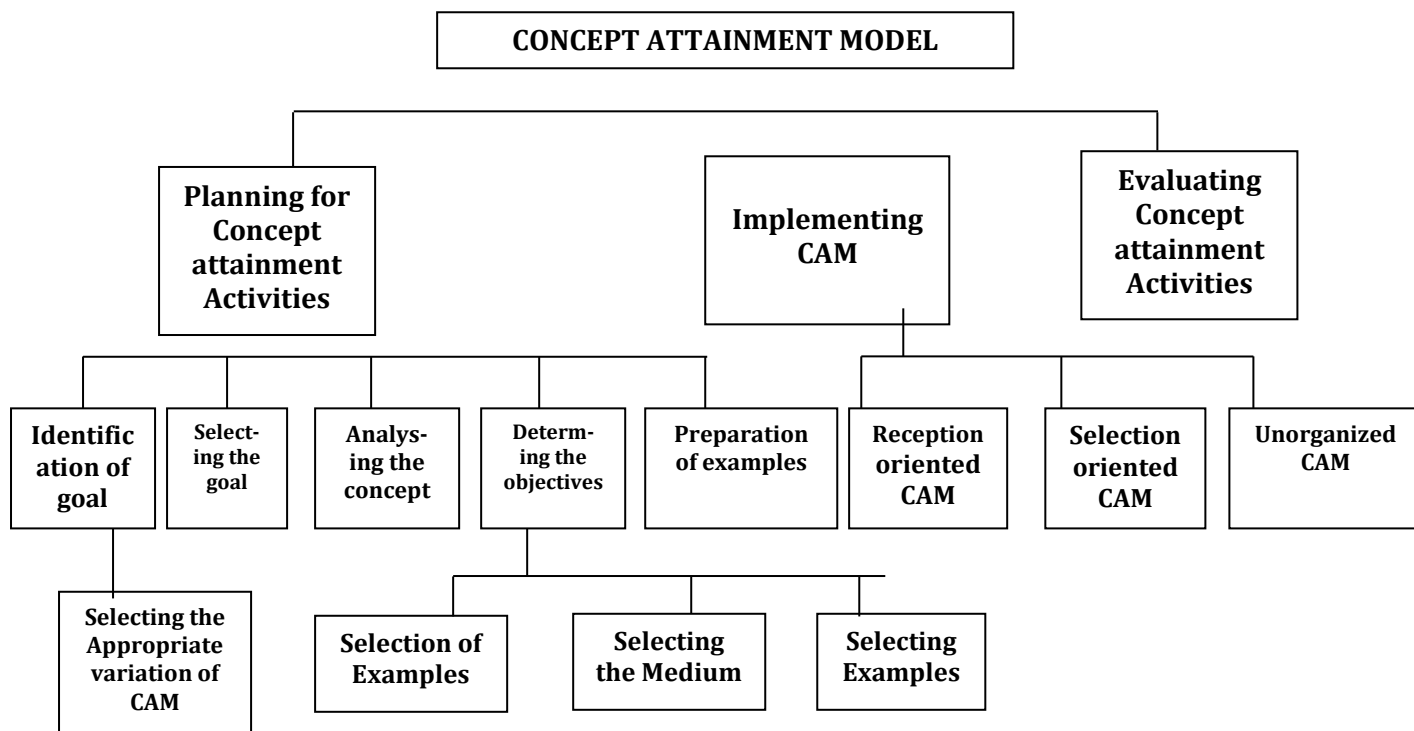 CONCEPT ATTAINMENT MODEL
Planning for
Concept
attainment
Activities
Implementing
CAM
Evaluating
Concept
attainment
Activities
Identific
ation of
goal
Select-
ing the
goal
Analys-
ing the
concept
Determ-
ing the
objectives
Preparation
of examples
Reception
oriented
CAM
Selection
oriented
CAM
Unorganized
CAM
Selecting the
Appropriate
variation of
CAM
Selection of
Examples
Selecting
the Medium
Selecting
Examples